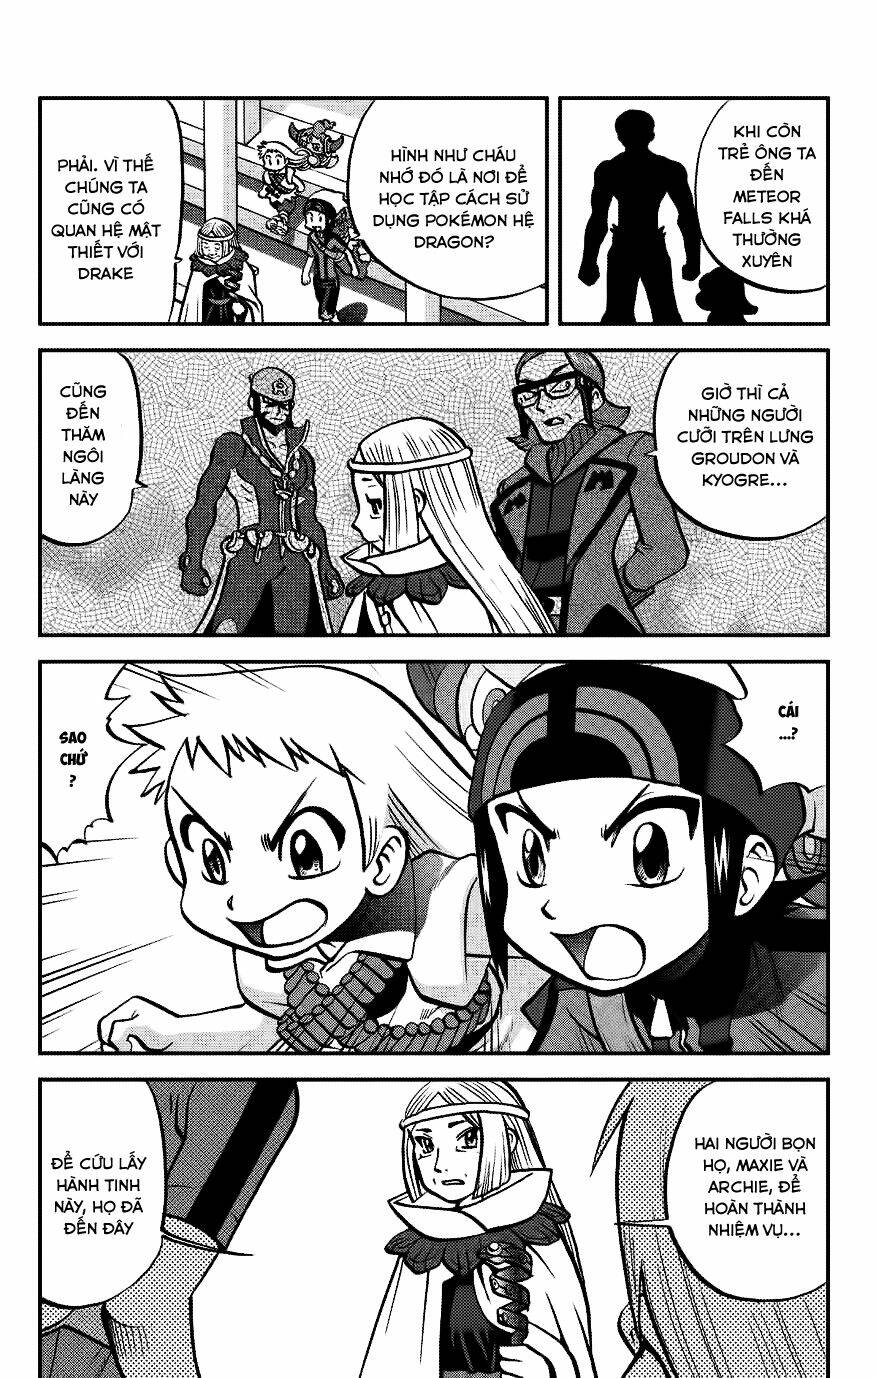 KHI CÒN
TRẺ ÔNG TA
ĐẾN
METEOR
FALLS KHÁ
THƯỜNG
XUYÊN
HÌNH NHƯ CHÁU
NHỚ ĐÓ LÀ NƠI ĐỂ
HỌC TẬP CÁCH SỬ
DỤNG POKÉMON HỆ
DRAGON?
PHẢI. VÌ THẾ
CHÚNG TA
CŨNG CÓ
QUAN HỆ MẬT
THIẾT VỚI
DRAKE
GIỜ THÌ CẢ
NHỮNG NGƯỜI
CƯỠI TRÊN LƯNG
GROUDON VÀ
KYOGRE...
CŨNG
ĐẾN
THĂM
NGÔI
LÀNG
NÀY
CÁI
...?
SAO
CHỨ
?
HAI NGƯỜI BỌN
HỌ, MAXIE VÀ
ARCHIE, ĐỂ
HOÀN THÀNH
NHIỆM VỤ...
ĐỂ CỨU LẤY
HÀNH TINH
NÀY, HỌ ĐÃ
ĐẾN ĐÂY